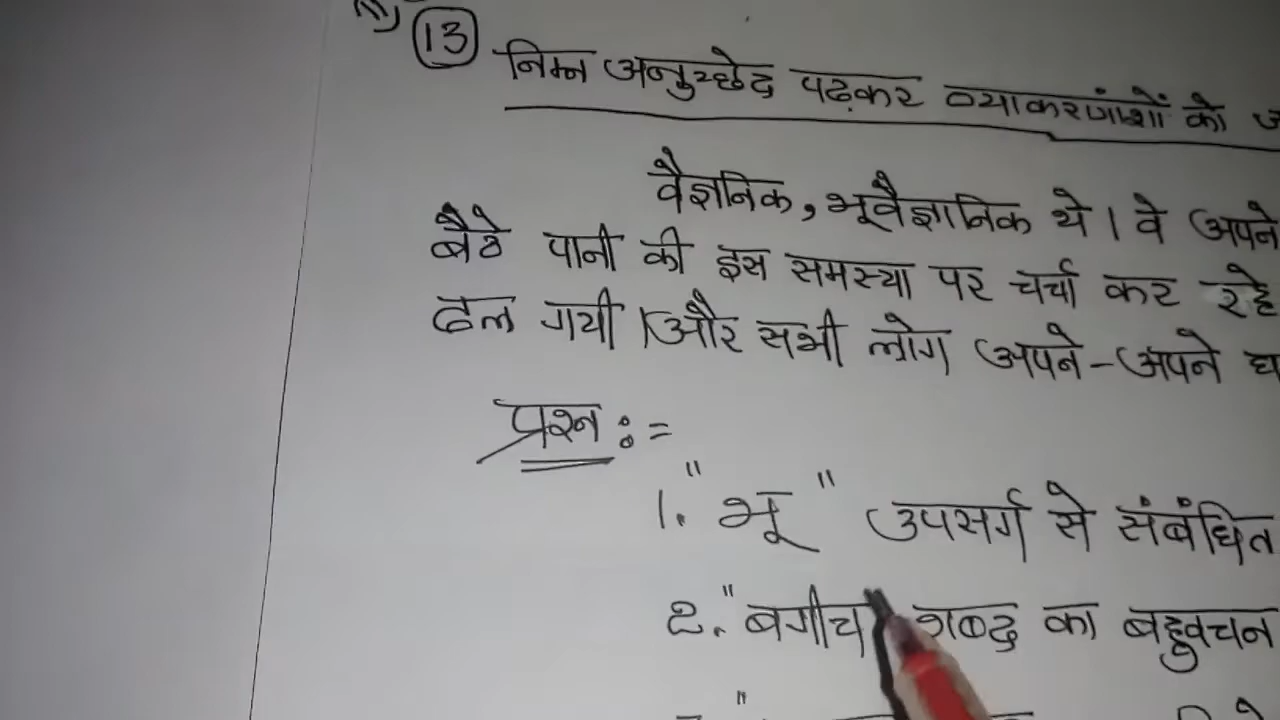 13 निम्न अनुच्छेद पढ़कर व्याकरणांशों को
वैज्ञनिक, भूवैज्ञानिक थे। वे अपने
बैठे पानी की इस समस्या पर चर्चा कर रहे
ढल गयी। और सभी लोग अपने-अपने
प्रश्न :=
1. "भू" उपसर्ग से संबंधित
2. "बगीचा शब्द का बहुवचन